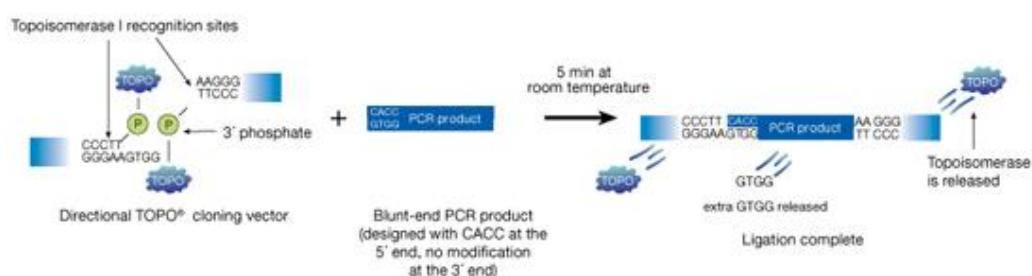 Topoisomerase I recognition sites
TOPO
AAGGG
TTCCC
P
P
3´ phosphate
CCCTT
GGGAAGTGG
TOPO
Directional TOPO® cloning vector
+
CACC
GTGG
PCR product
Blunt-end PCR product
(designed with CACC at the
5´ end, no modification
at the 3´ end)
5 min at
room temperature
TOPO
CCCTT CACC PCR product AA GGG
GGGAAGTGG TT CCC
TOPO
GTGG
extra GTGG released
Ligation complete
Topoisomerase
is released